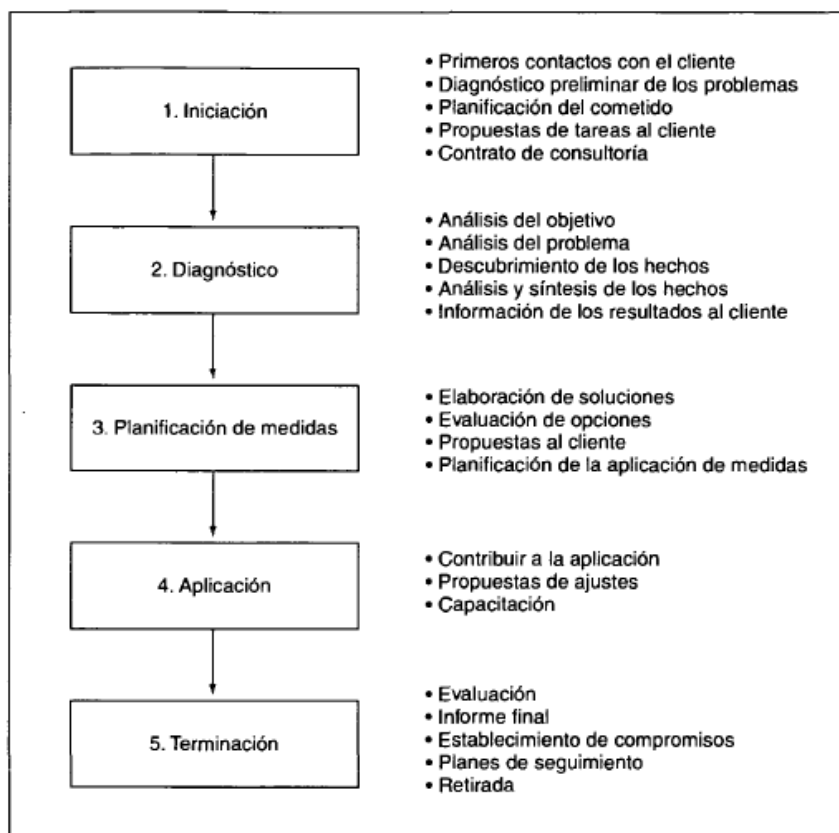 1. Iniciación
• Primeros contactos con el cliente
• Diagnóstico preliminar de los problemas
• Planificación del cometido
• Propuestas de tareas al cliente
• Contrato de consultoría
2. Diagnóstico
• Análisis del objetivo
• Análisis del problema
• Descubrimiento de los hechos
• Análisis y síntesis de los hechos
• Información de los resultados al cliente
3. Planificación de medidas
• Elaboración de soluciones
• Evaluación de opciones
• Propuestas al cliente
• Planificación de la aplicación de medidas
4. Aplicación
• Contribuir a la aplicación
• Propuestas de ajustes
• Capacitación
5. Terminación
• Evaluación
• Informe final
• Establecimiento de compromisos
• Planes de seguimiento
• Retirada